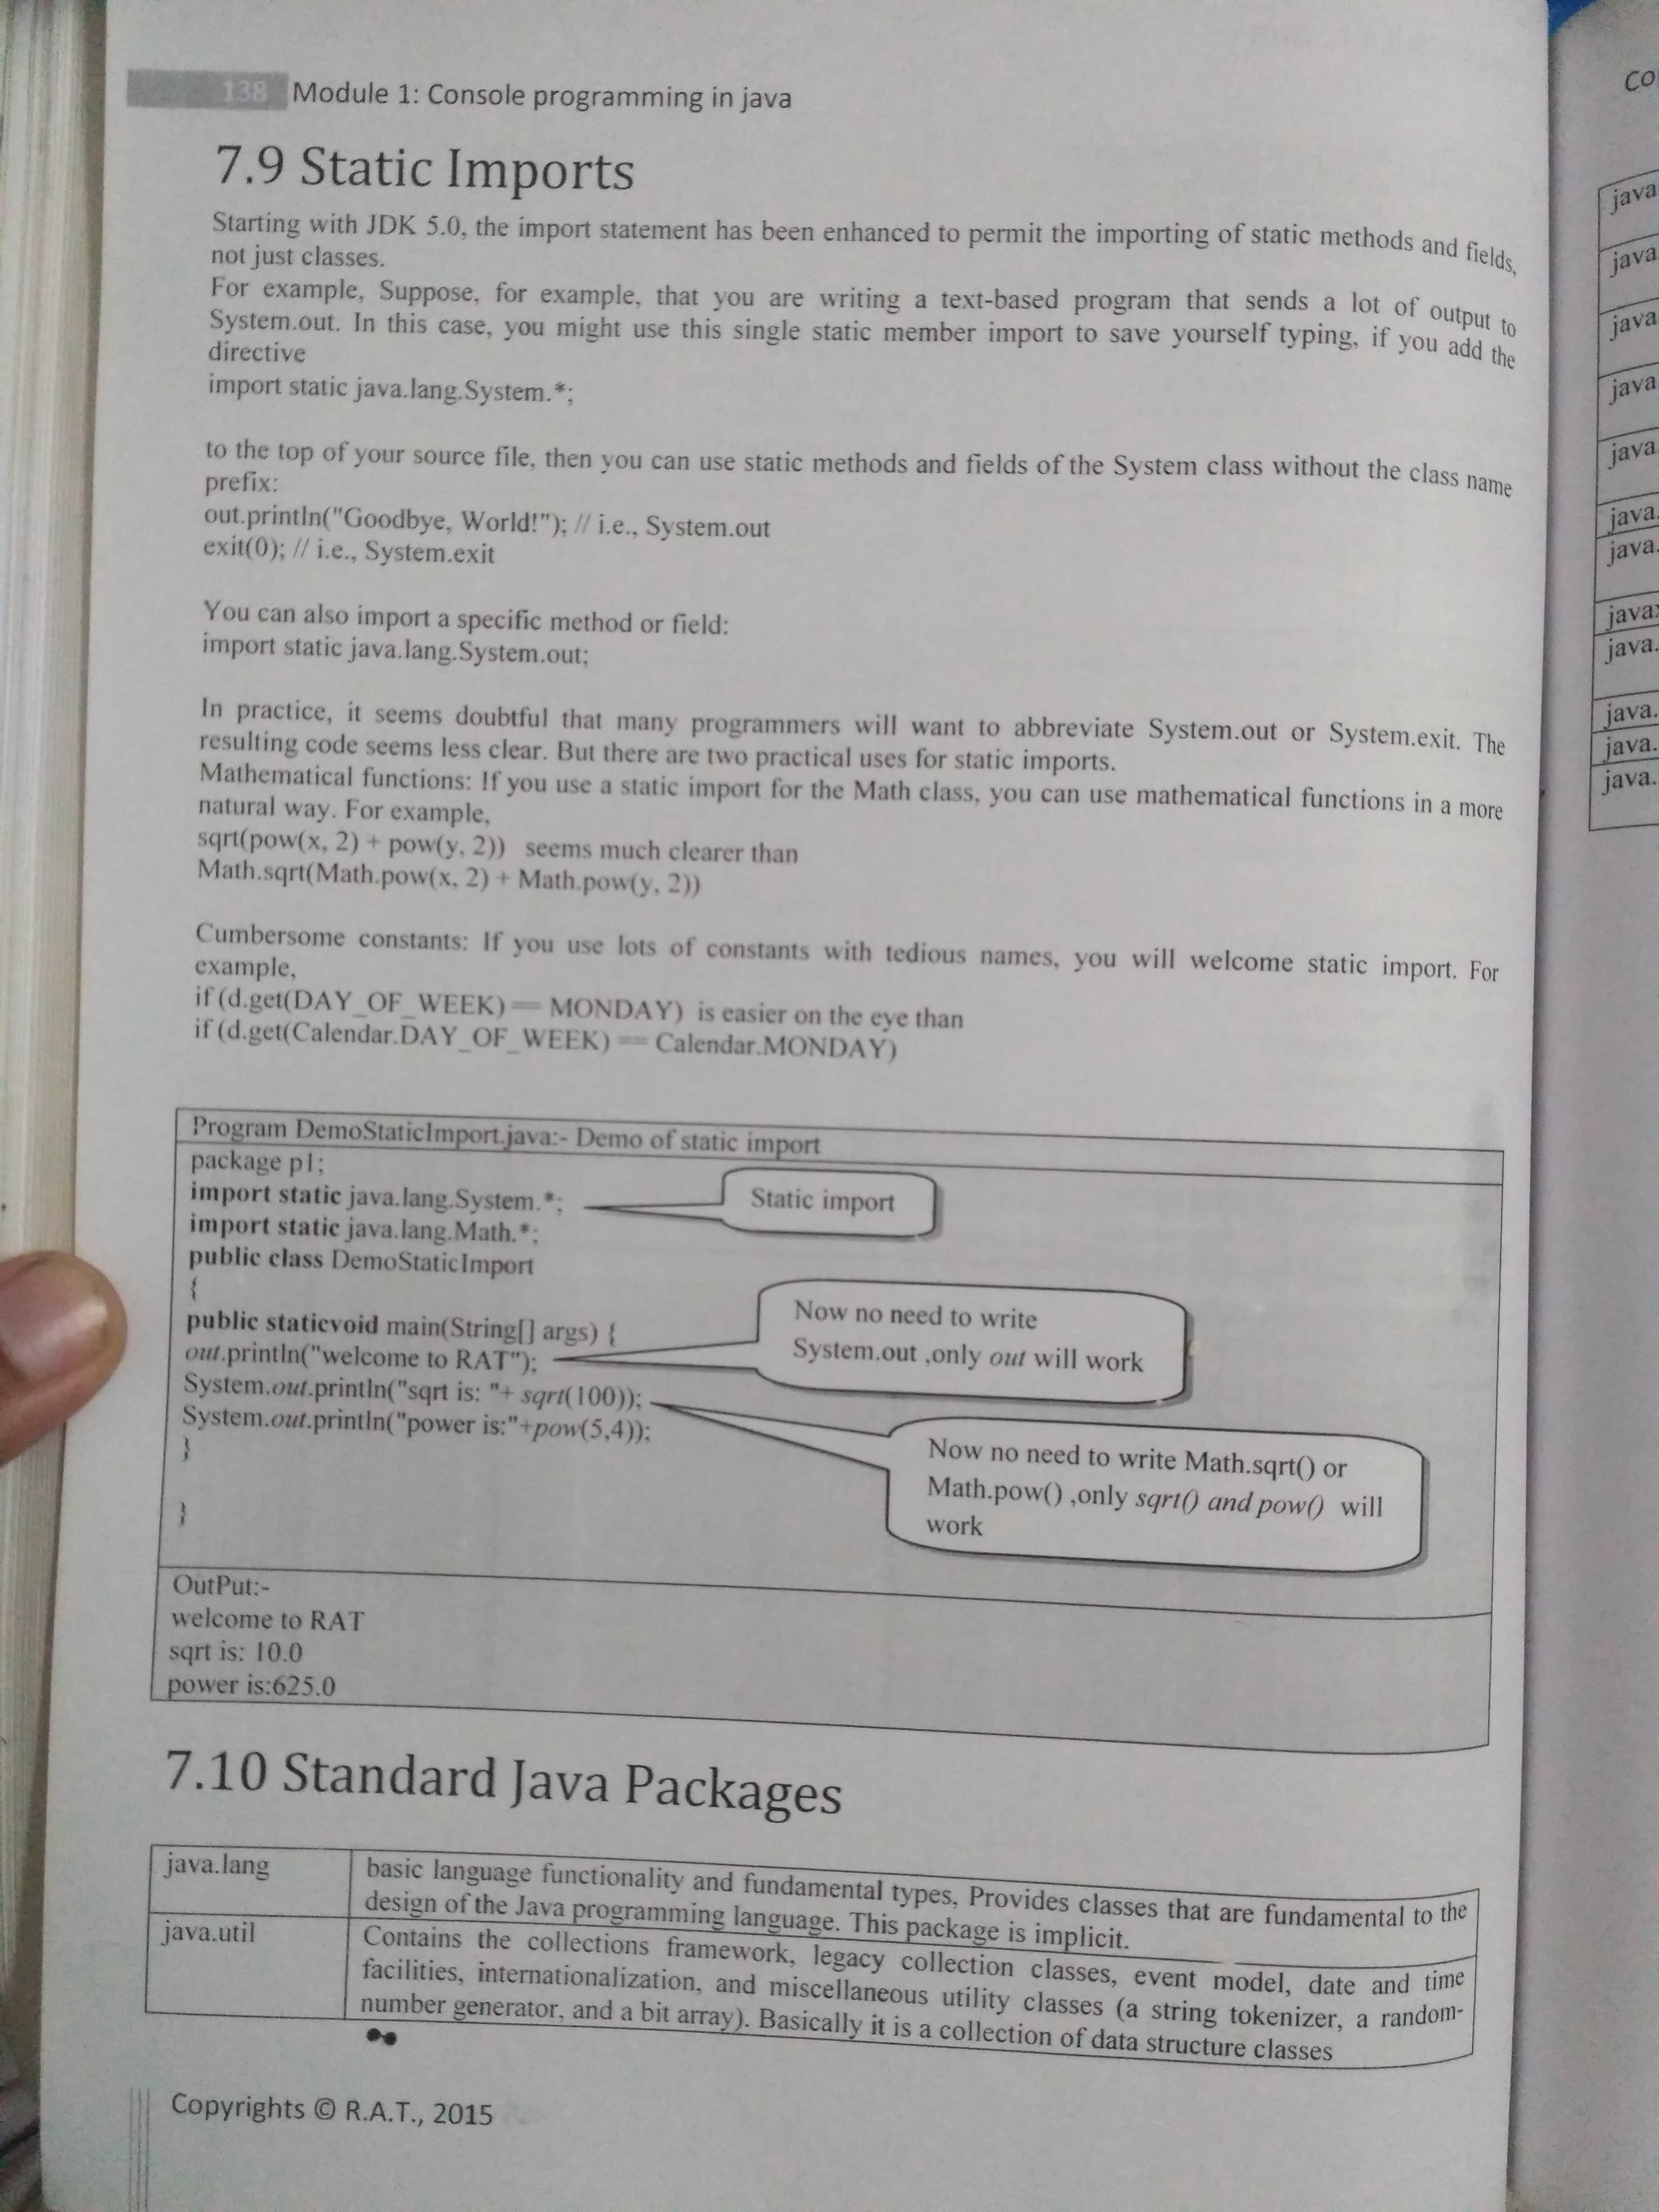 138 Module 1: Console programming in java
7.9 Static Imports
Starting with JDK 5.0, the import statement has been enhanced to permit the importing of static methods and fields,
not just classes.
For example, Suppose, for example, that you are writing a text-based program that sends a lot of output to
System.out. In this case, you might use this single static member import to save yourself typing, if you add the
directive
import static java.lang.System.*;
to the top of your source file, then you can use static methods and fields of the System class without the class name
prefix:
out.println("Goodbye, World!"); // i.e., System.out
exit(0); // i.e., System.exit
You can also import a specific method or field:
import static java.lang.System.out;
In practice, it seems doubtful that many programmers will want to abbreviate System.out or System.exit. The
resulting code seems less clear. But there are two practical uses for static imports.
Mathematical functions: If you use a static import for the Math class, you can use mathematical functions in a more
natural way. For example,
sqrt(pow(x, 2) + pow(y, 2)) seems much clearer than
Math.sqrt(Math.pow(x, 2) + Math.pow(y, 2))
Cumbersome constants: If you use lots of constants with tedious names, you will welcome static import. For
example,
if (d.get(DAY_OF_WEEK) == MONDAY) is easier on the eye than
if (d.get(Calendar.DAY_OF_WEEK) == Calendar.MONDAY)
Program DemoStaticImport.java:- Demo of static import
package p1;
import static java.lang.System.*;
Static import
import static java.lang.Math.*;
public class DemoStaticImport
{
public staticvoid main(String[] args) {
out.println("welcome to RAT");
Now no need to write
System.out ,only out will work
System.out.println("sqrt is: "+ sqrt(100));
System.out.println("power is:"+pow(5,4));
Now no need to write Math.sqrt() or
Math.pow() ,only sqrt() and pow() will
work
}
}
OutPut:-
welcome to RAT
sqrt is: 10.0
power is:625.0
7.10 Standard Java Packages
java.lang
basic language functionality and fundamental types, Provides classes that are fundamental to the
design of the Java programming language. This package is implicit.
java.util
Contains the collections framework, legacy collection classes, event model, date and time
facilities, internationalization, and miscellaneous utility classes (a string tokenizer, a random-
number generator, and a bit array). Basically it is a collection of data structure classes
Copyrights © R.A.T., 2015
java
java
java
java
java
java.
java.
java
java.
java.
java.
java.